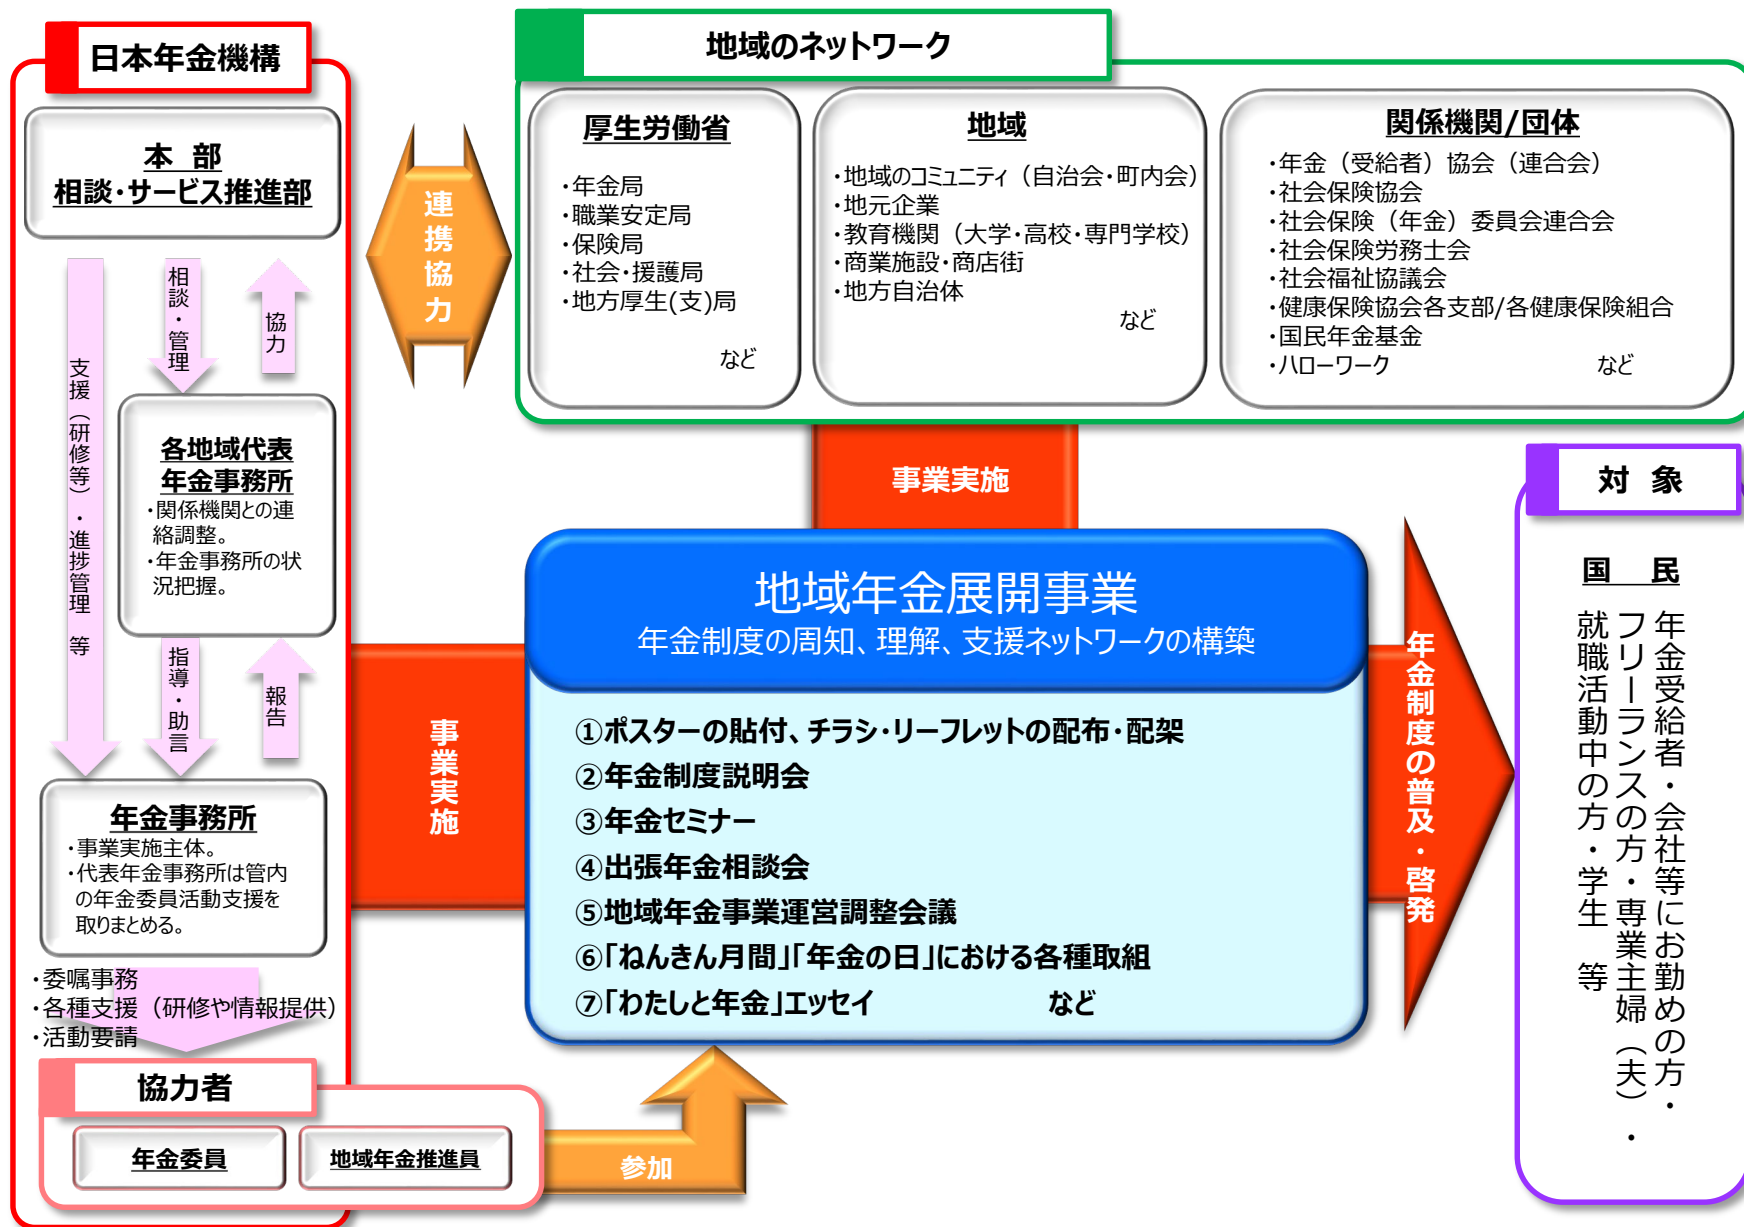 日本年金機構
本 部
相談・サービス推進部
支援（研修等）・進捗管理 等
相談・管理
協力
各地域代表
年金事務所
・関係機関との連
絡調整。
・年金事務所の状
況把握。
指導・助言
報告
年金事務所
・事業実施主体。
・代表年金事務所は管内
の年金委員活動支援を
取りまとめる。
・委嘱事務
・各種支援（研修や情報提供）
・活動要請
協力者
年金委員
地域年金推進員
連携協力
地域のネットワーク
厚生労働省
・年金局
・職業安定局
・保険局
・社会・援護局
・地方厚生(支)局
など
地域
・地域のコミュニティ（自治会・町内会）
・地元企業
・教育機関（大学・高校・専門学校）
・商業施設・商店街
・地方自治体
など
関係機関/団体
・年金（受給者）協会（連合会）
・社会保険協会
・社会保険（年金）委員会連合会
・社会保険労務士会
・社会福祉協議会
・健康保険協会各支部/各健康保険組合
・国民年金基金
・ハローワーク など
事業実施
事業実施
地域年金展開事業
年金制度の周知、理解、支援ネットワークの構築
①ポスターの貼付、チラシ・リーフレットの配布・配架
②年金制度説明会
③年金セミナー
④出張年金相談会
⑤地域年金事業運営調整会議
⑥「ねんきん月間」「年金の日」における各種取組
⑦「わたしと年金」エッセイ など
参加
年金制度の普及・啓発
対 象
国 民
年金受給者・会社等にお勤めの方・
フリーランスの方・専業主婦（夫）・
就職活動中の方・学生 等